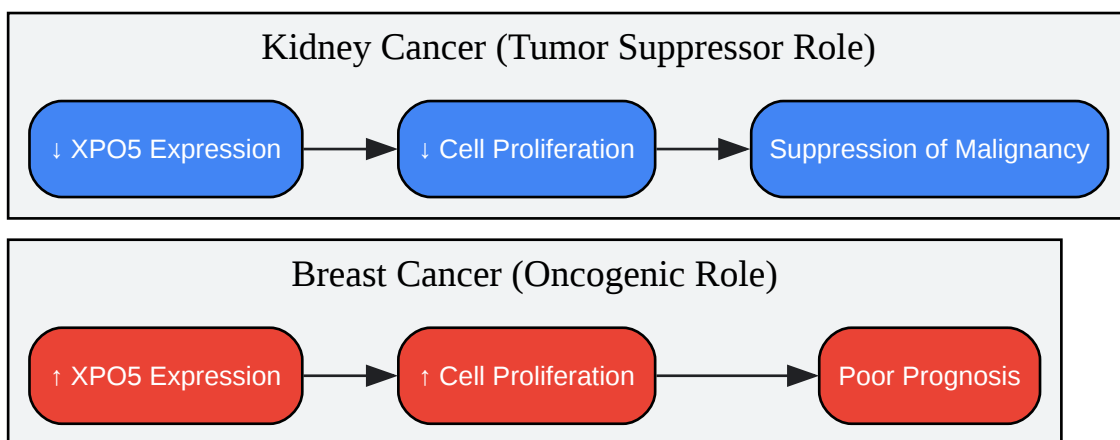 Kidney Cancer (Tumor Suppressor Role)
↓ XPO5 Expression
↓ Cell Proliferation
Suppression of Malignancy
Breast Cancer (Oncogenic Role)
↑ XPO5 Expression
↑ Cell Proliferation
Poor Prognosis